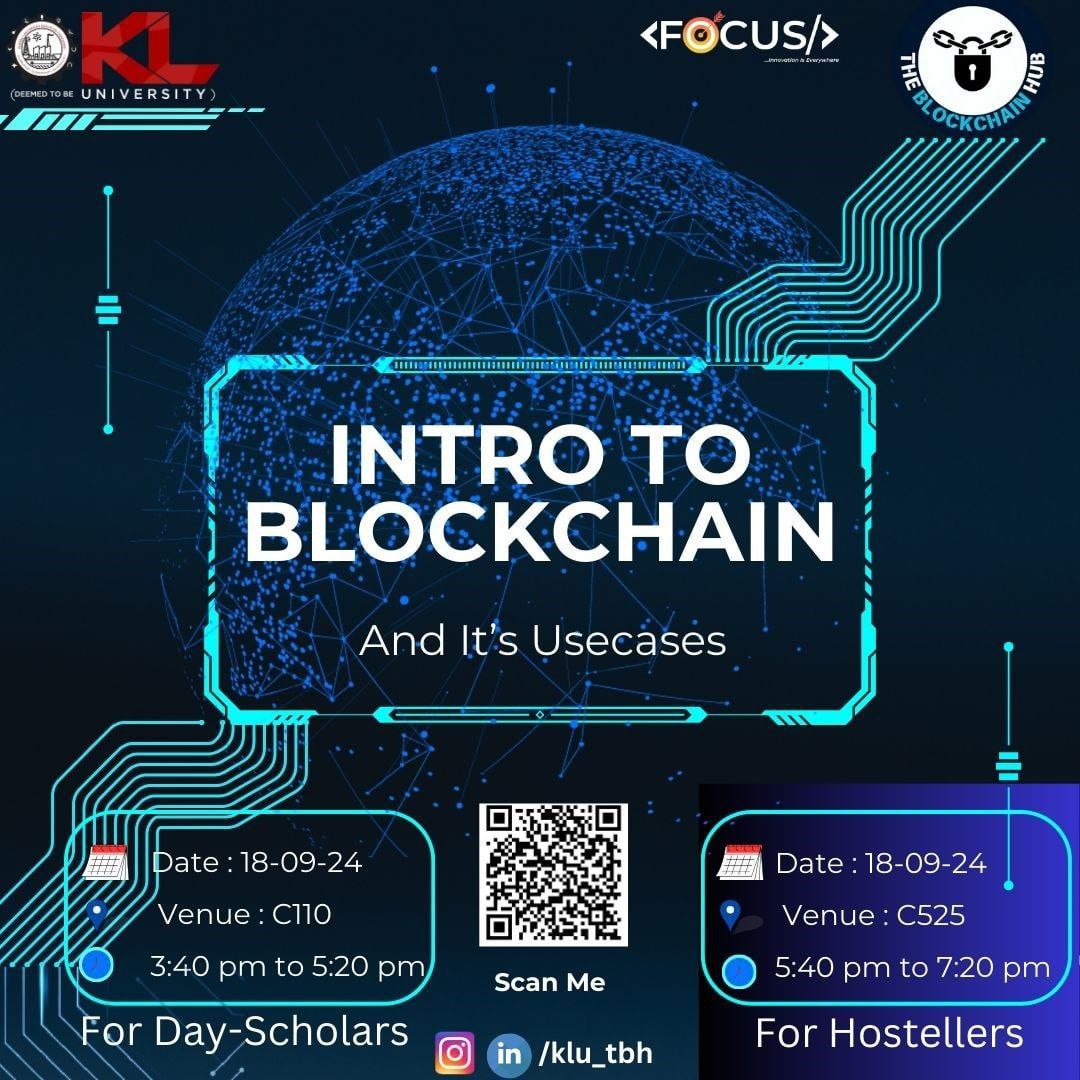 KL
(DEEMED TO BE UNIVERSITY)
<FOCUS/>
...Innovation is Everywhere
THE BLOCKCHAIN HUB
INTRO TO
BLOCKCHAIN
And It's Usecases
Date : 18-09-24
Venue : C110
3:40 pm to 5:20 pm
For Day-Scholars
Scan Me
in /klu_tbh
Date : 18-09-24
Venue : C525
5:40 pm to 7:20 pm
For Hostellers